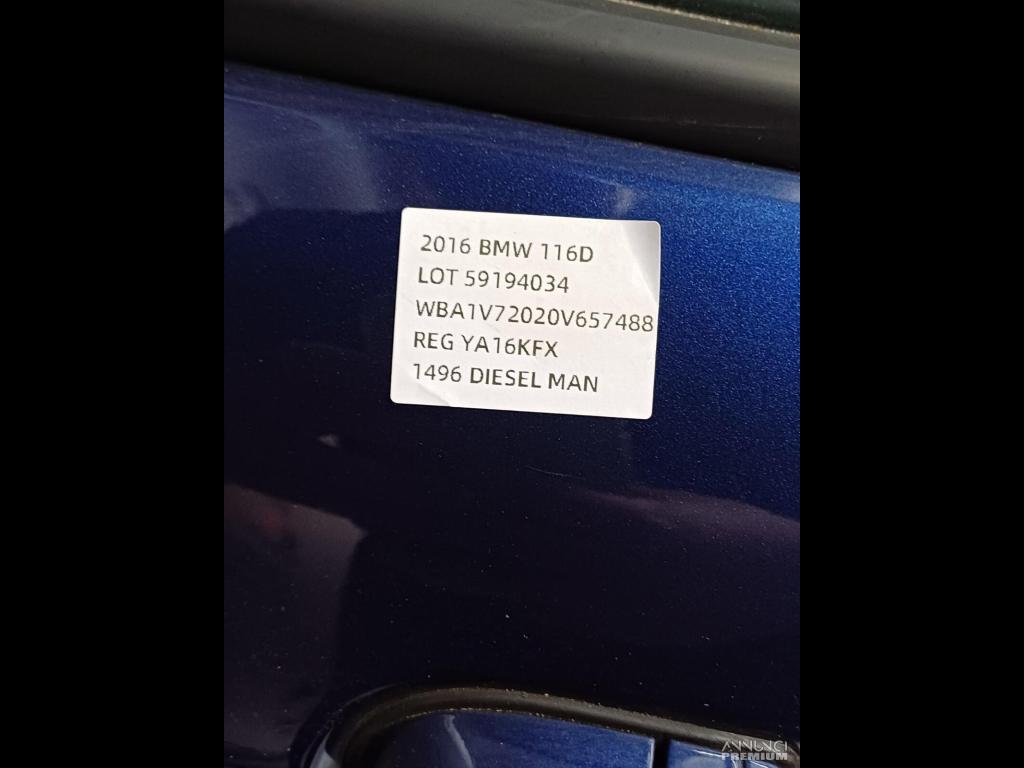 2016 BMW 116D
LOT 59194034
WBA1V72020V657488
REG YA16KFX
1496 DIESEL MAN
ANNUNCI
PREMIUM